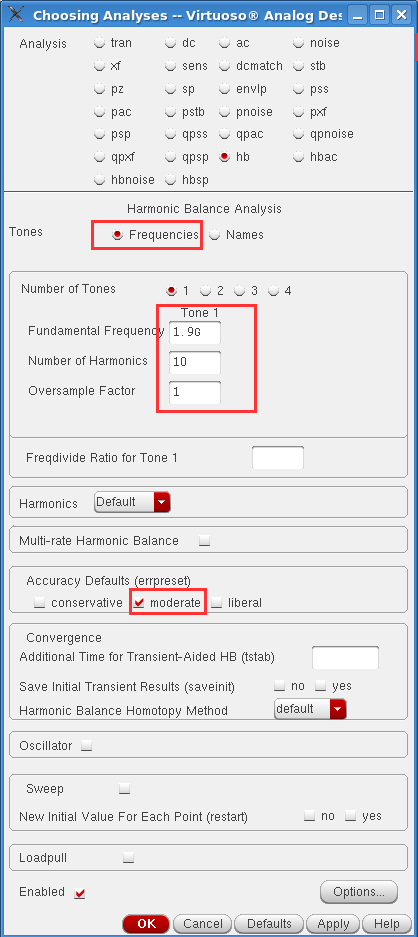 Choosing Analyses -- Virtuoso® Analog Des
Analysis tran dc ac noise
xf sens dcmatch stb
pz sp envlp pss
pac pstb pnoise pxf
psp qpss qpac qpnoise
qpxf qpsp hb hbac
hbnoise hbsp
Harmonic Balance Analysis
Tones Frequencies Names
Number of Tones 1 2 3 4
Tone 1
Fundamental Frequency 1.9G
Number of Harmonics 10
Oversample Factor 1
Freqdivide Ratio for Tone 1
Harmonics Default
Multi-rate Harmonic Balance
Accuracy Defaults (errpreset)
conservative moderate liberal
Convergence
Additional Time for Transient-Aided HB (tstab)
Save Initial Transient Results (saveinit) no yes
Harmonic Balance Homotopy Method default
Oscillator
Sweep
New Initial Value For Each Point (restart) no yes
Loadpull
Enabled Options...
OK Cancel Defaults Apply Help